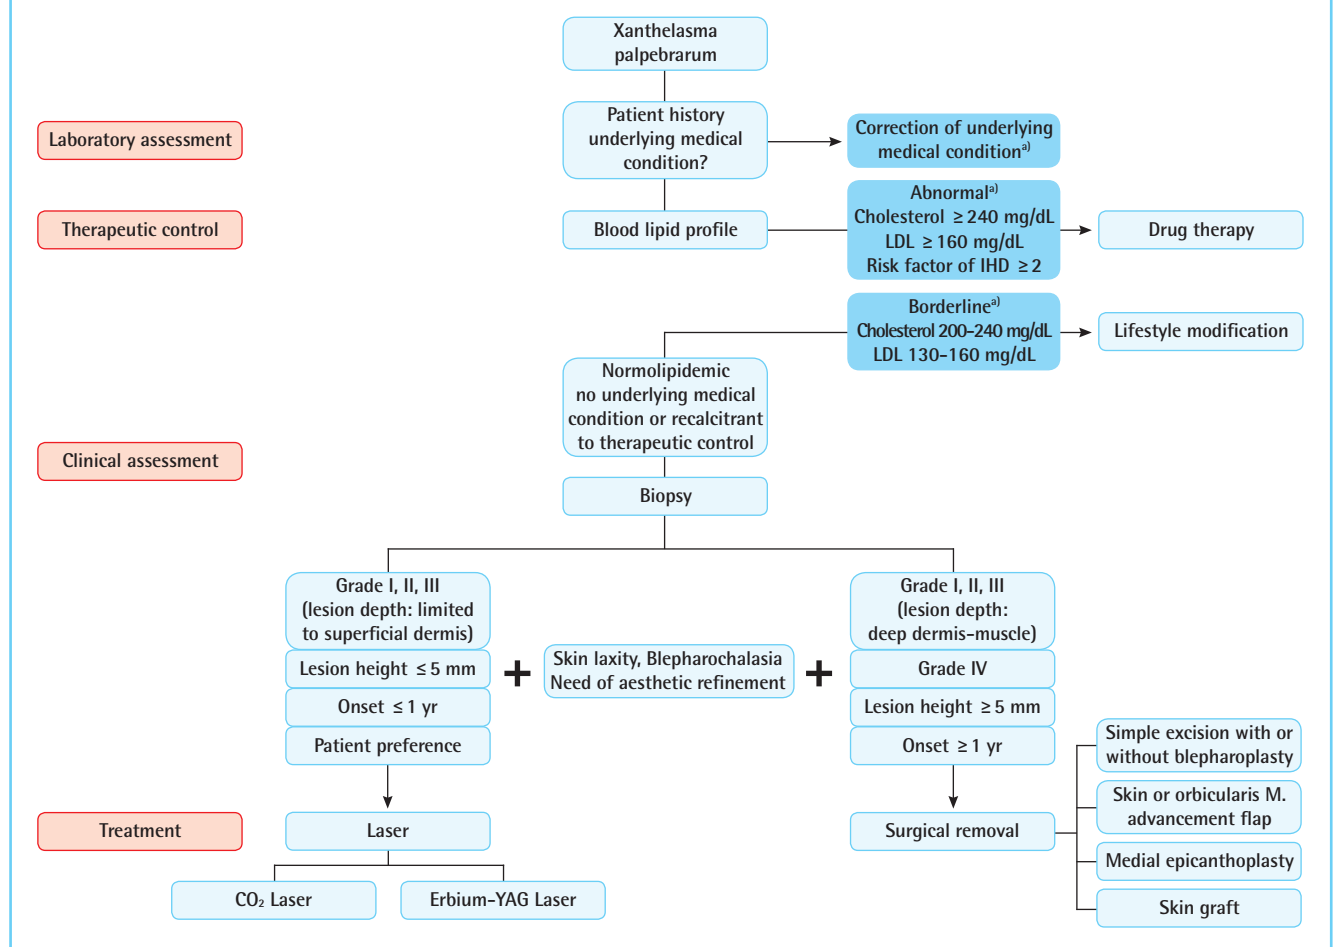 Xanthelasma
palpebrarum
Laboratory assessment
Patient history
underlying medical
condition?
Correction of underlying
medical conditionᵃ⁾
Therapeutic control
Blood lipid profile
Abnormalᵃ⁾
Cholesterol ≥ 240 mg/dL
LDL ≥ 160 mg/dL
Risk factor of IHD ≥ 2
Drug therapy
Borderlineᵃ⁾
Cholesterol 200–240 mg/dL
LDL 130–160 mg/dL
Lifestyle modification
Normolipidemic
no underlying medical
condition or recalcitrant
to therapeutic control
Clinical assessment
Biopsy
Grade I, II, III
(lesion depth: limited
to superficial dermis)
Lesion height ≤ 5 mm
Onset ≤ 1 yr
Patient preference
+
Skin laxity, Blepharochalasia
Need of aesthetic refinement
+
Grade I, II, III
(lesion depth:
deep dermis–muscle)
Grade IV
Lesion height ≥ 5 mm
Onset ≥ 1 yr
Treatment
Laser
CO₂ Laser
Erbium-YAG Laser
Surgical removal
Simple excision with or
without blepharoplasty
Skin or orbicularis M.
advancement flap
Medial epicanthoplasty
Skin graft